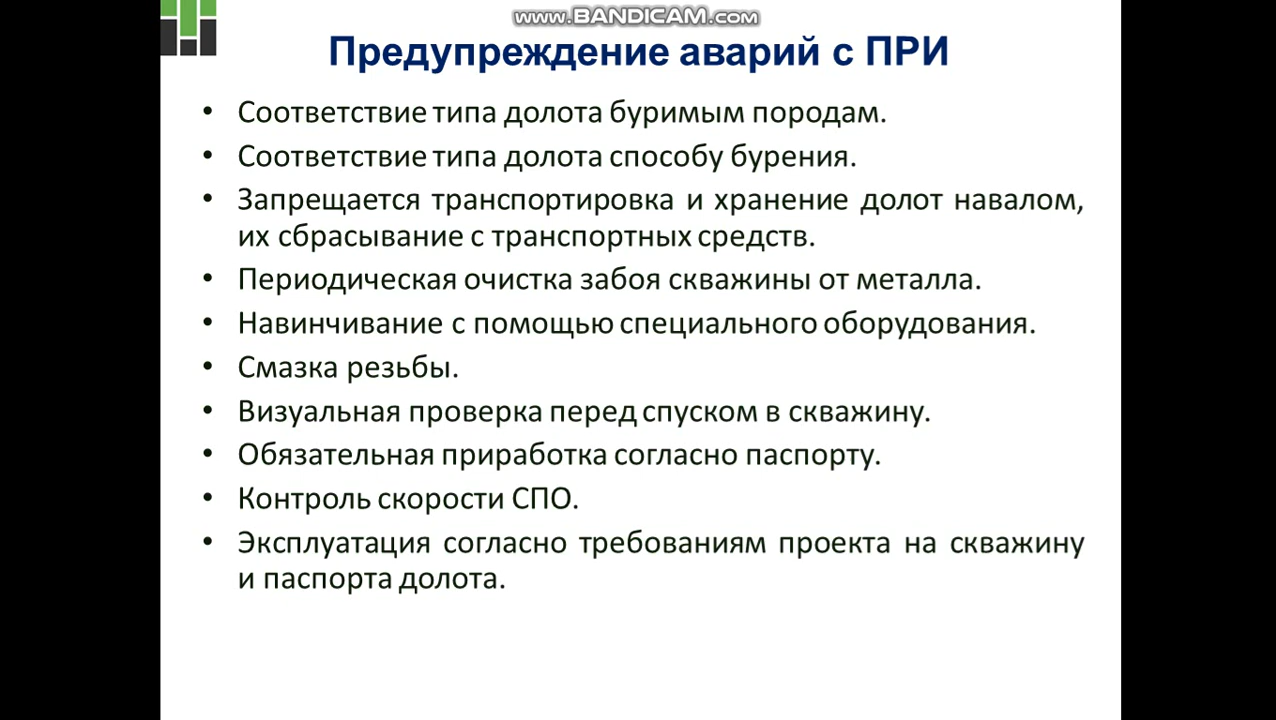 www.BANDICAM.com
Предупреждение аварий с ПРИ
• Соответствие типа долота буримым породам.
• Соответствие типа долота способу бурения.
• Запрещается транспортировка и хранение долот навалом,
их сбрасывание с транспортных средств.
• Периодическая очистка забоя скважины от металла.
• Навинчивание с помощью специального оборудования.
• Смазка резьбы.
• Визуальная проверка перед спуском в скважину.
• Обязательная приработка согласно паспорту.
• Контроль скорости СПО.
• Эксплуатация согласно требованиям проекта на скважину
и паспорта долота.